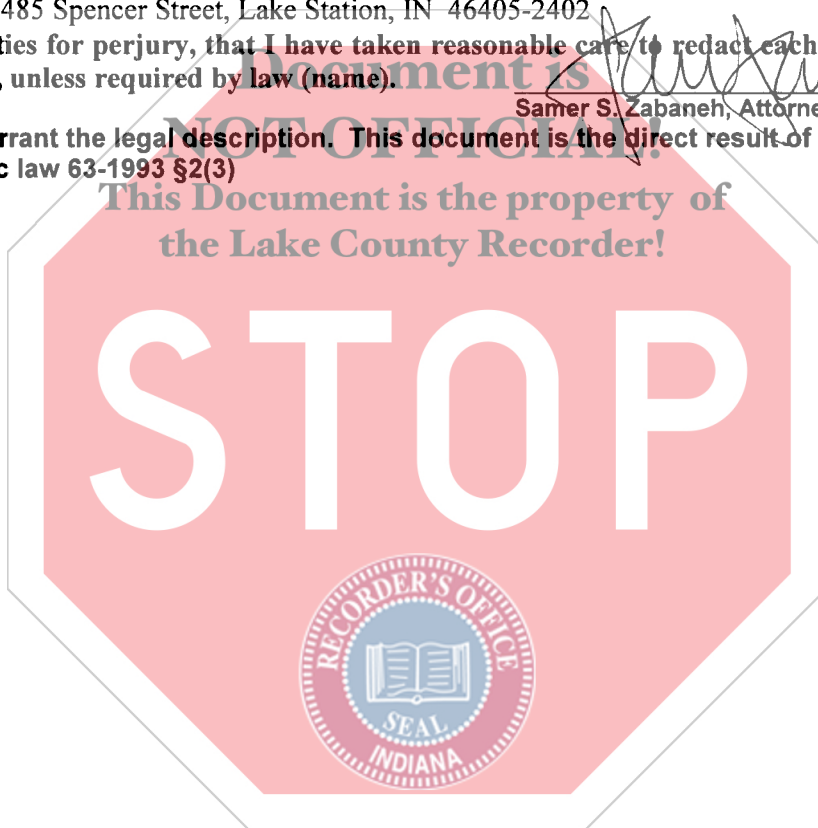 485 Spencer Street, Lake Station, IN 46405-2402
ties for perjury, that I have taken reasonable care to redact each
, unless required by law (name).
Document is
Samer S. Zabaneh, Attorne
rrant the legal description. This document is the direct result of
NOT OFFICIAL!
c law 63-1993 §2(3)
This Document is the property of
the Lake County Recorder!
STOP
RECORDER'S OFFICE
SEAL
INDIANA